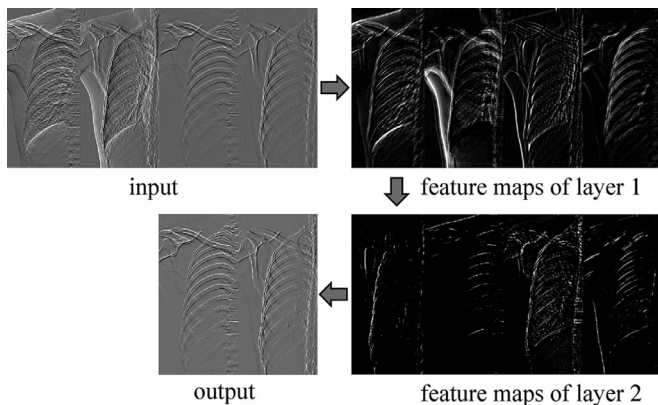 input
feature maps of layer 1
output
feature maps of layer 2